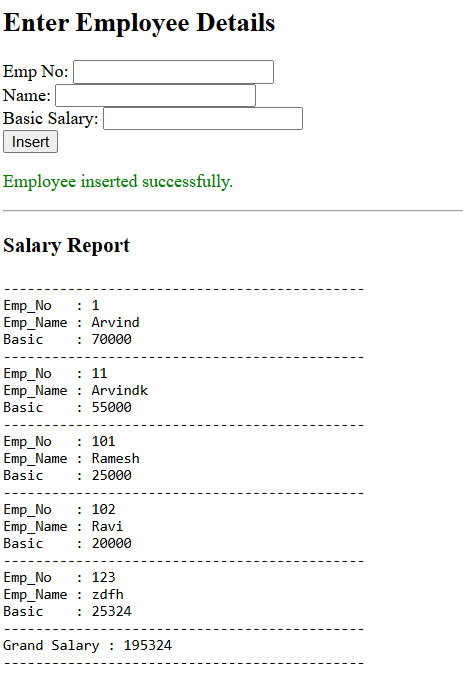 Enter Employee Details
Emp No:
Name:
Basic Salary:
Insert
Employee inserted successfully.
Salary Report
---------------------------------------------
Emp_No   : 1
Emp_Name : Arvind
Basic    : 70000
---------------------------------------------
Emp_No   : 11
Emp_Name : Arvindk
Basic    : 55000
---------------------------------------------
Emp_No   : 101
Emp_Name : Ramesh
Basic    : 25000
---------------------------------------------
Emp_No   : 102
Emp_Name : Ravi
Basic    : 20000
---------------------------------------------
Emp_No   : 123
Emp_Name : zdfh
Basic    : 25324
---------------------------------------------
Grand Salary : 195324
---------------------------------------------